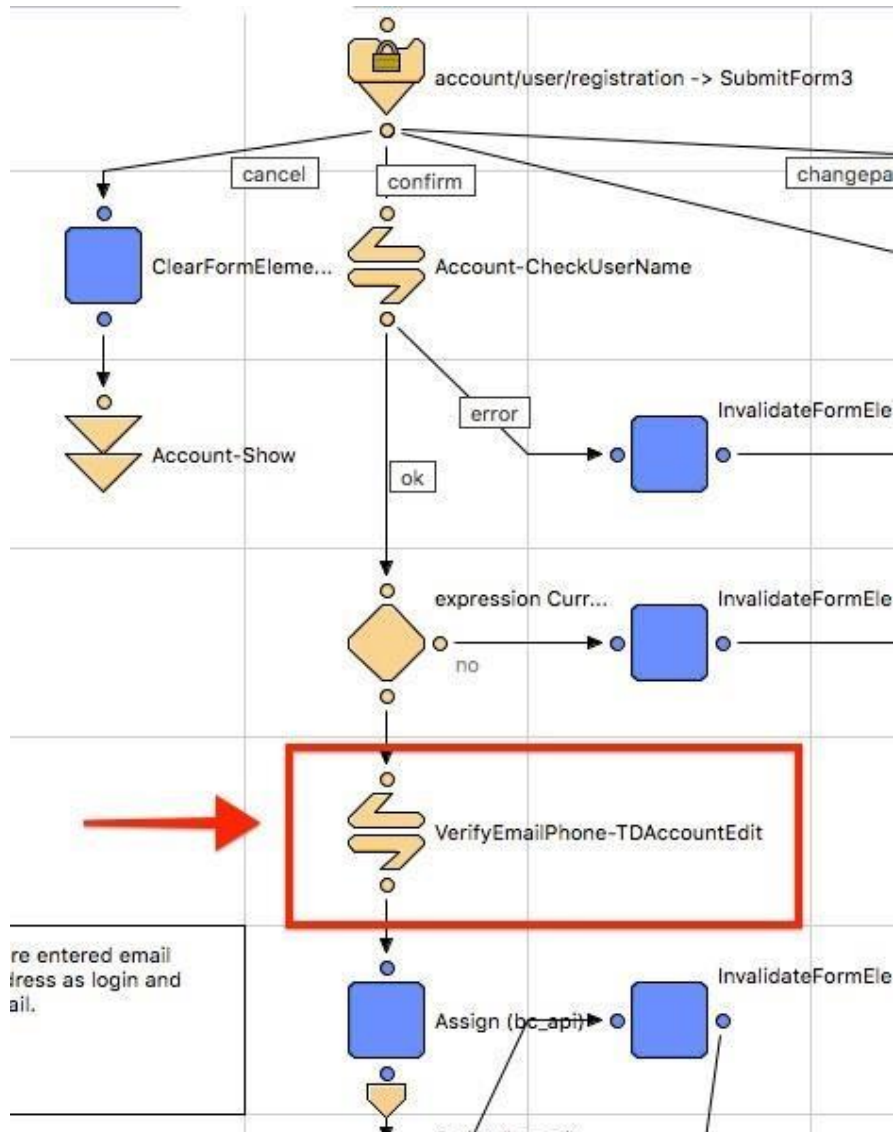 account/user/registration -> SubmitForm3
cancel
confirm
changepa
ClearFormEleme...
Account-CheckUserName
error
InvalidateFormEle
Account-Show
ok
expression Curr...
InvalidateFormEle
no
VerifyEmailPhone-TDAccountEdit
re entered email
dress as login and
ail.
InvalidateFormEle
Assign (bc_api)